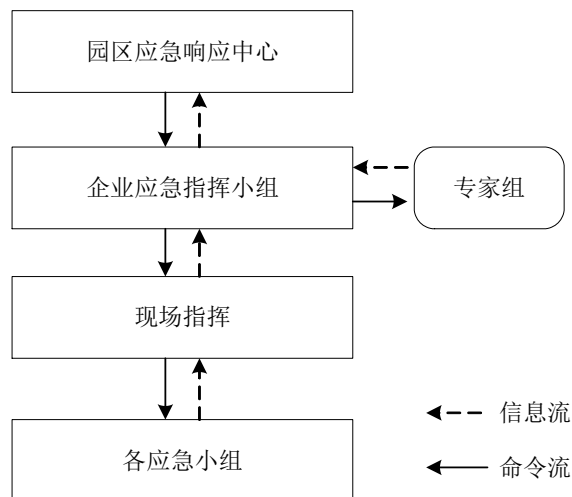 园区应急响应中心
企业应急指挥小组
专家组
现场指挥
各应急小组
信息流
命令流